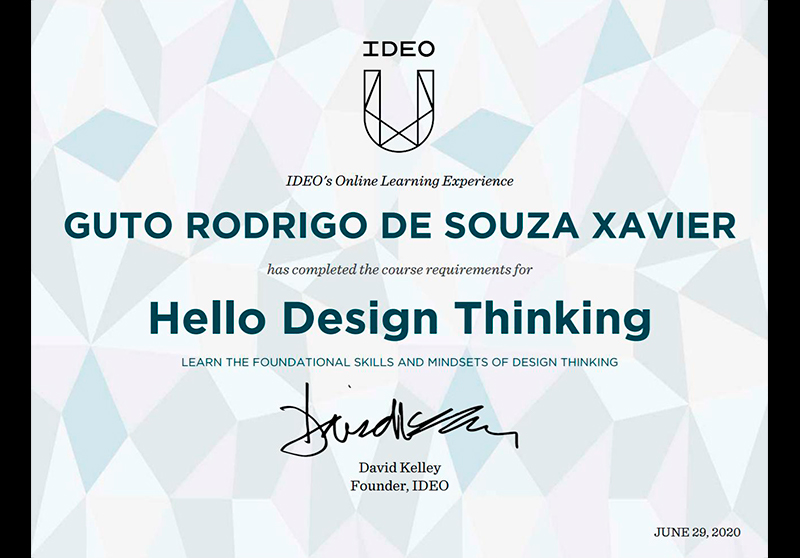 IDEO
U
IDEO's Online Learning Experience
GUTO RODRIGO DE SOUZA XAVIER
has completed the course requirements for
Hello Design Thinking
LEARN THE FOUNDATIONAL SKILLS AND MINDSETS OF DESIGN THINKING
David Kelley
Founder, IDEO
JUNE 29, 2020